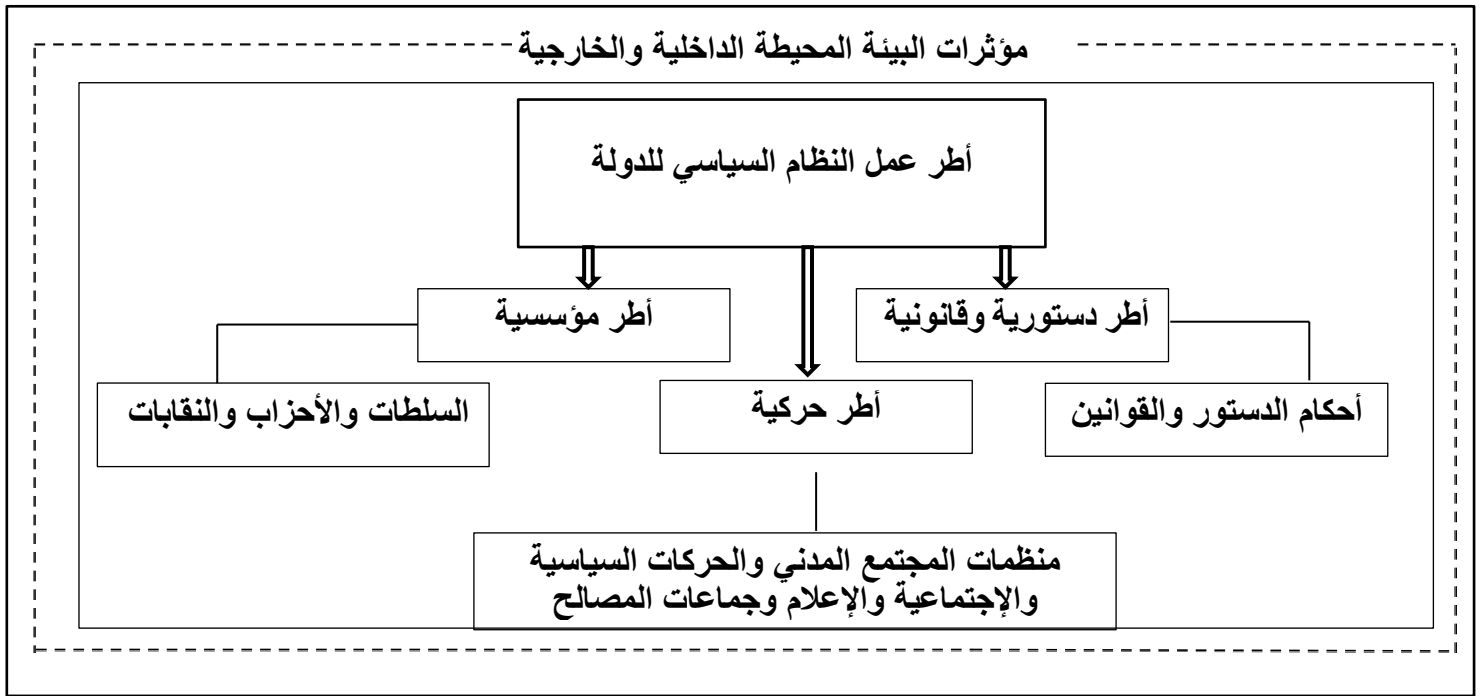 مؤثرات البيئة المحيطة الداخلية والخارجية
أطر عمل النظام السياسي للدولة
أطر دستورية وقانونية
أطر مؤسسية
أحكام الدستور والقوانين
أطر حركية
السلطات والأحزاب والنقابات
منظمات المجتمع المدني والحركات السياسية
والإجتماعية والإعلام وجماعات المصالح